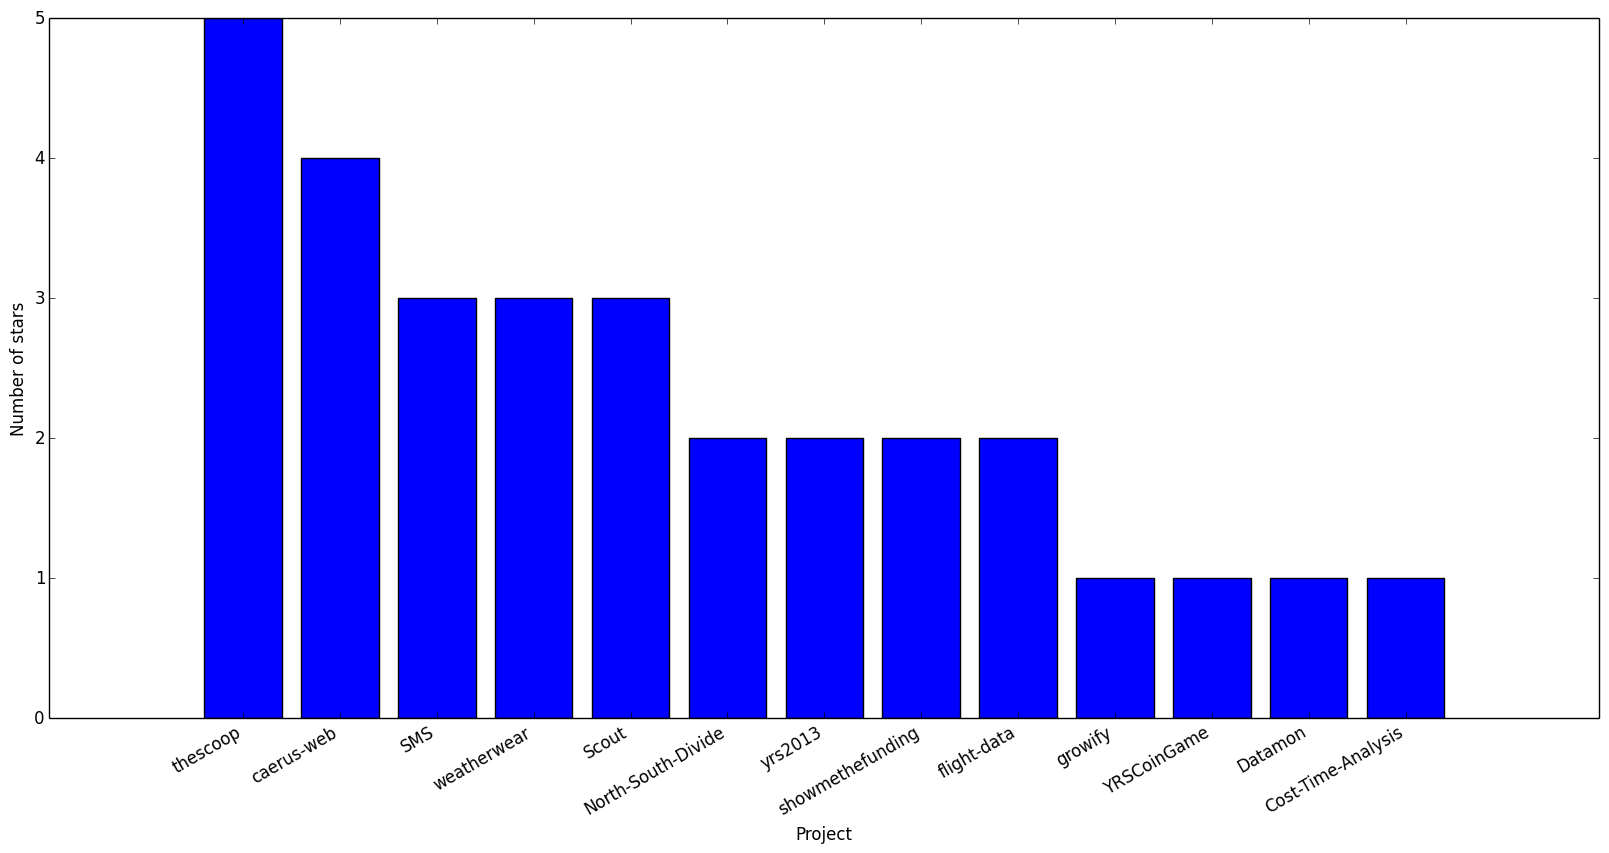 5
4
3
2
1
0
Number of stars
thescoop
caerus-web
SMS
weatherwear
Scout
North-South-Divide
yrs2013
showmethefunding
flight-data
growify
YRSCoinGame
Datamon
Cost-Time-Analysis
Project